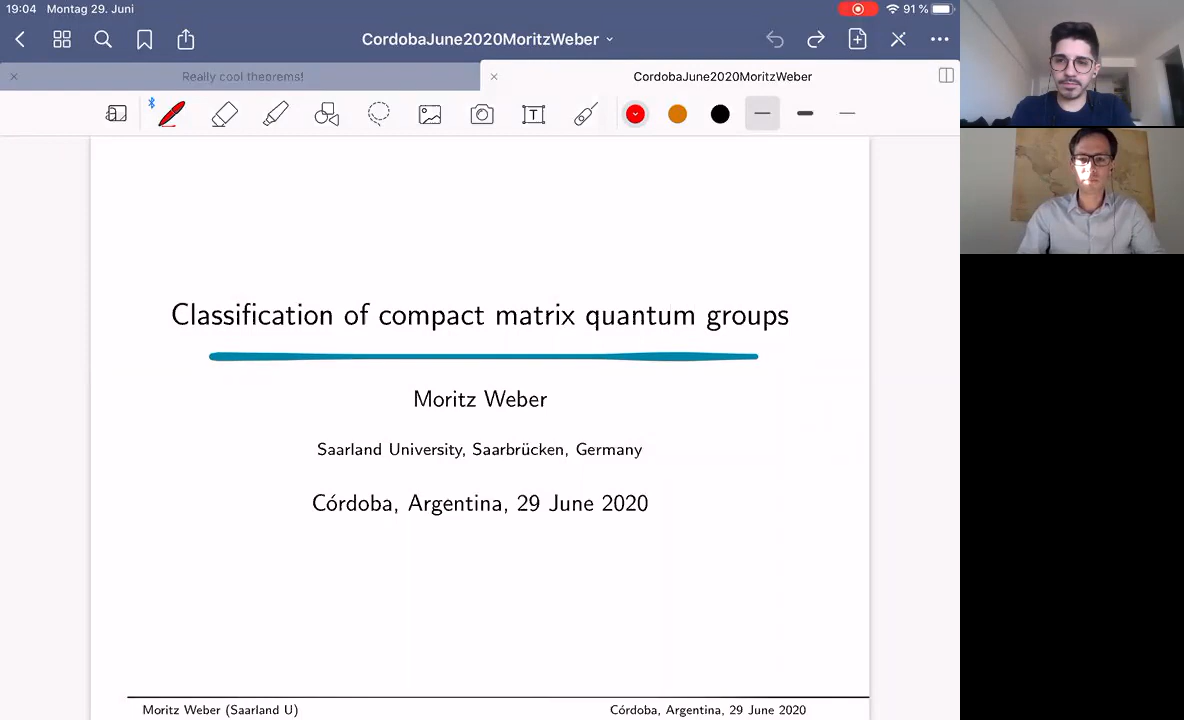 19:04 Montag 29. Juni 91 %
CordobaJune2020MoritzWeber
Really cool theorems! CordobaJune2020MoritzWeber
T
Classification of compact matrix quantum groups
Moritz Weber
Saarland University, Saarbrücken, Germany
Córdoba, Argentina, 29 June 2020
Moritz Weber (Saarland U) Córdoba, Argentina, 29 June 2020